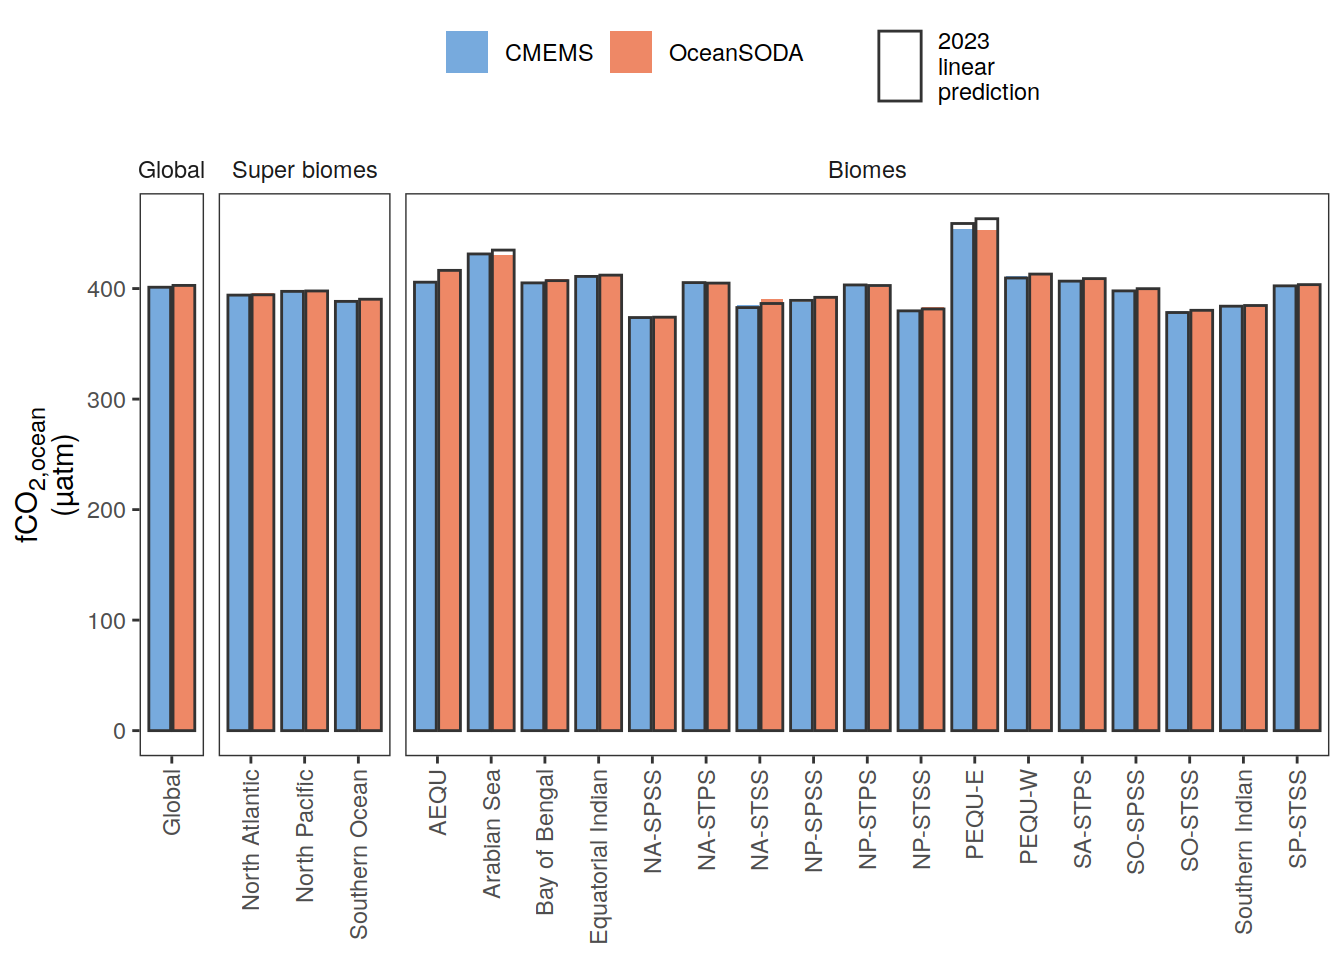 CMEMS
OceanSODA
2023
linear
prediction
Global
Super biomes
Biomes
fCO2,ocean
(µatm)
400
300
200
100
0
Global
North Atlantic
North Pacific
Southern Ocean
AEQU
Arabian Sea
Bay of Bengal
Equatorial Indian
NA-SPSS
NA-STPS
NA-STSS
NP-SPSS
NP-STPS
NP-STSS
PEQU-E
PEQU-W
SA-STPS
SO-SPSS
SO-STSS
Southern Indian
SP-STSS